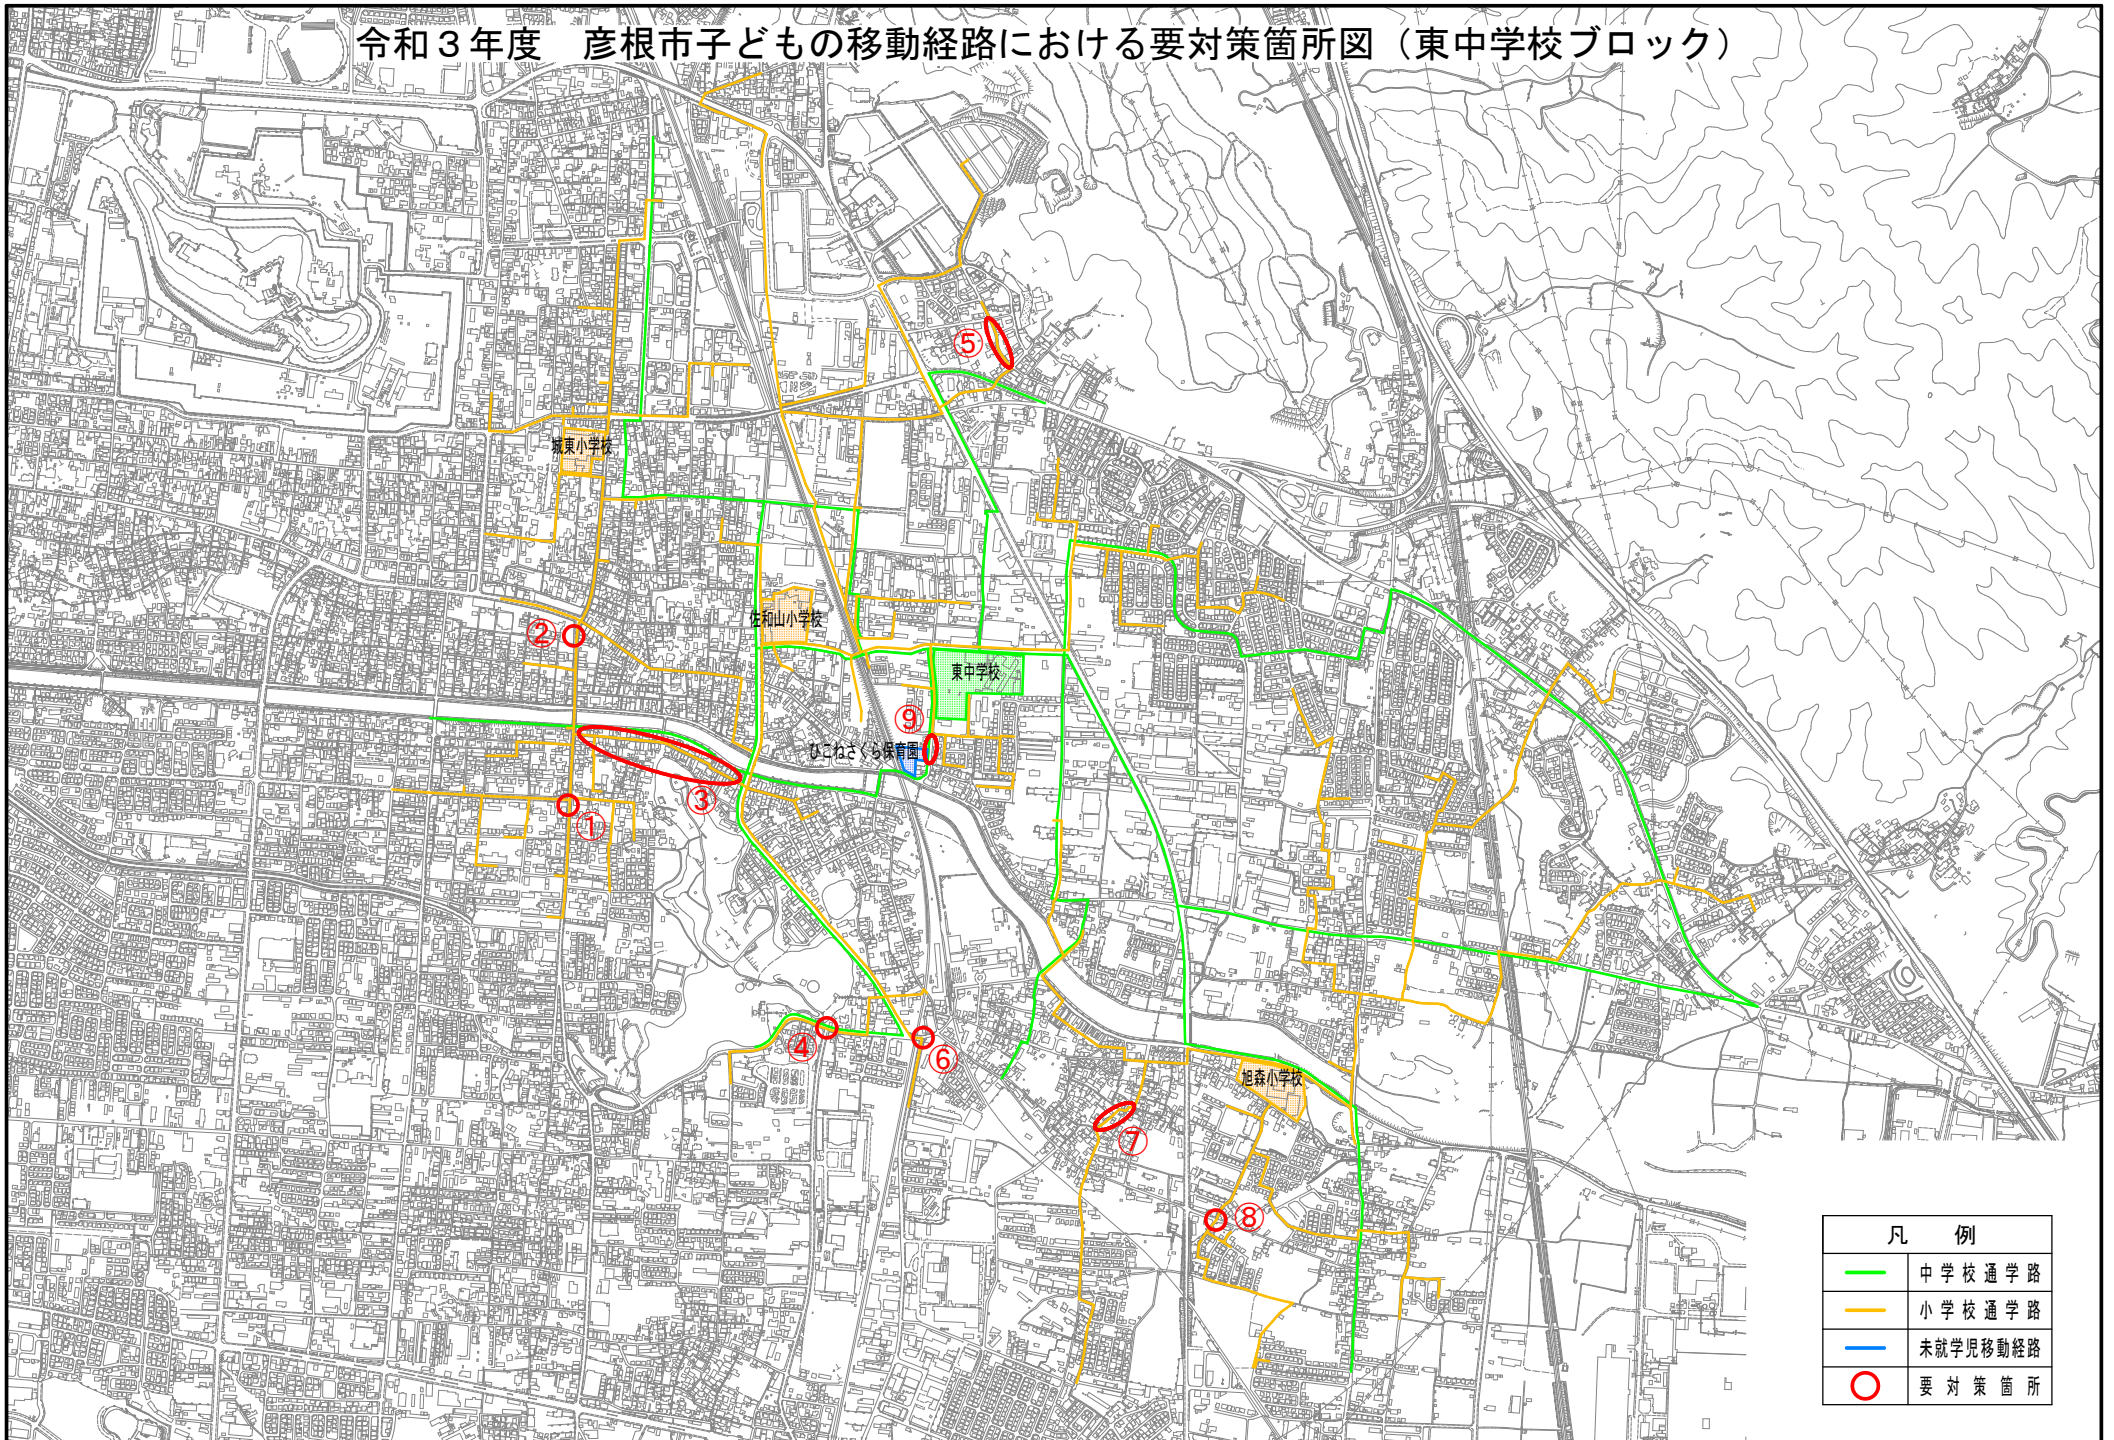 令和３年度　彦根市子どもの移動経路における要対策箇所図（東中学校ブロック）
⑤
城東小学校
佐和山小学校
②
東中学校
⑨
ひこねさくら保育園
③
①
④
⑥
旭森小学校
⑦
⑧
凡　例
中学校通学路
小学校通学路
未就学児移動経路
要対策箇所